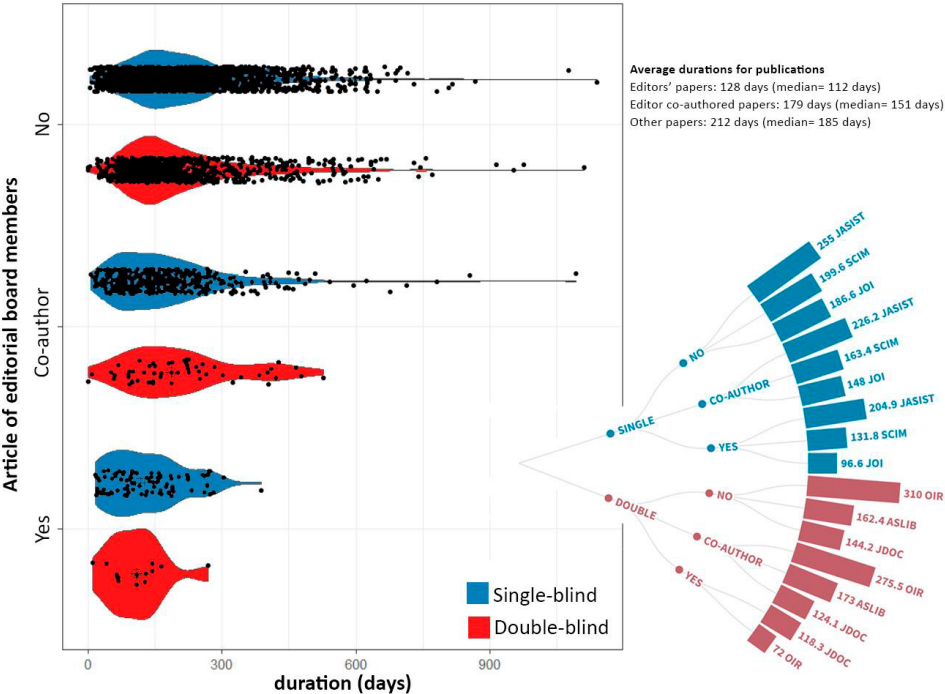 Article of editorial board members
No
Co-author
Yes
Single-blind
Double-blind
0
300
600
900
duration (days)
Average durations for publications
Editors' papers: 128 days (median= 112 days)
Editor co-authored papers: 179 days (median= 151 days)
Other papers: 212 days (median= 185 days)
SINGLE
NO
255 JASIST
199.6 SCIM
186.6 JOI
CO-AUTHOR
226.2 JASIST
163.4 SCIM
148 JOI
YES
204.9 JASIST
131.8 SCIM
96.6 JOI
DOUBLE
NO
310 OIR
162.4 ASLIB
144.2 JDOC
CO-AUTHOR
275.5 OIR
173 ASLIB
124.1 JDOC
YES
118.3 JDOC
72 OIR